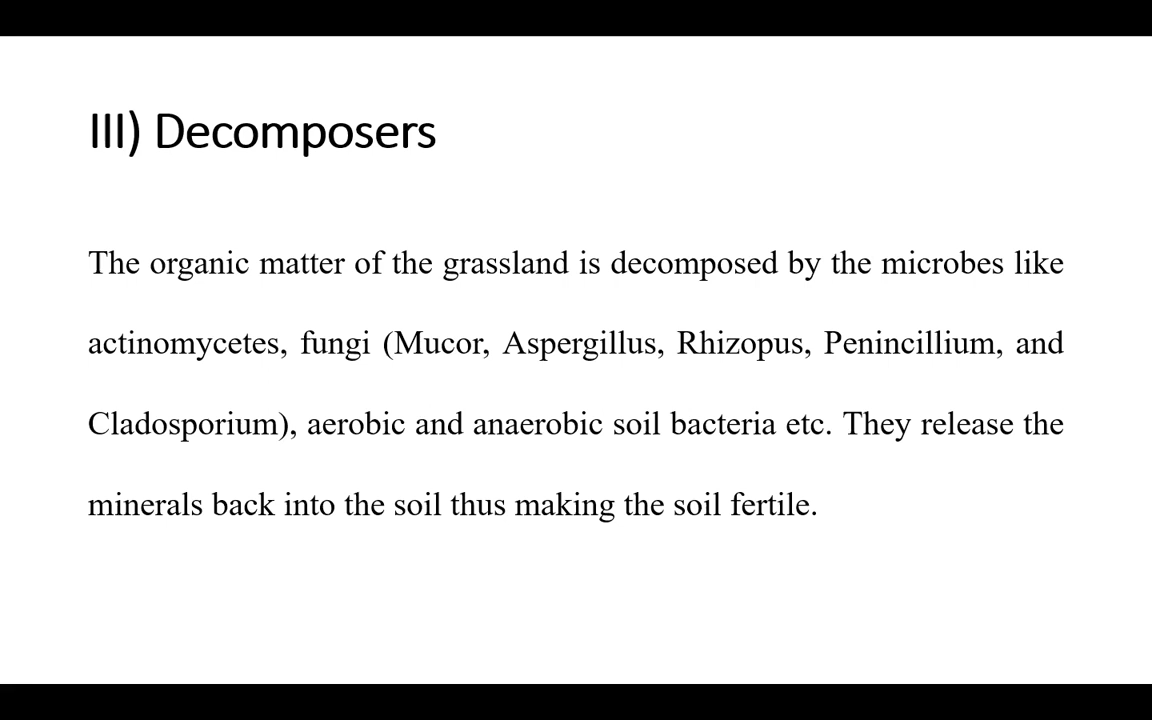 III) Decomposers
The organic matter of the grassland is decomposed by the microbes like
actinomycetes, fungi (Mucor, Aspergillus, Rhizopus, Penincillium, and
Cladosporium), aerobic and anaerobic soil bacteria etc. They release the
minerals back into the soil thus making the soil fertile.